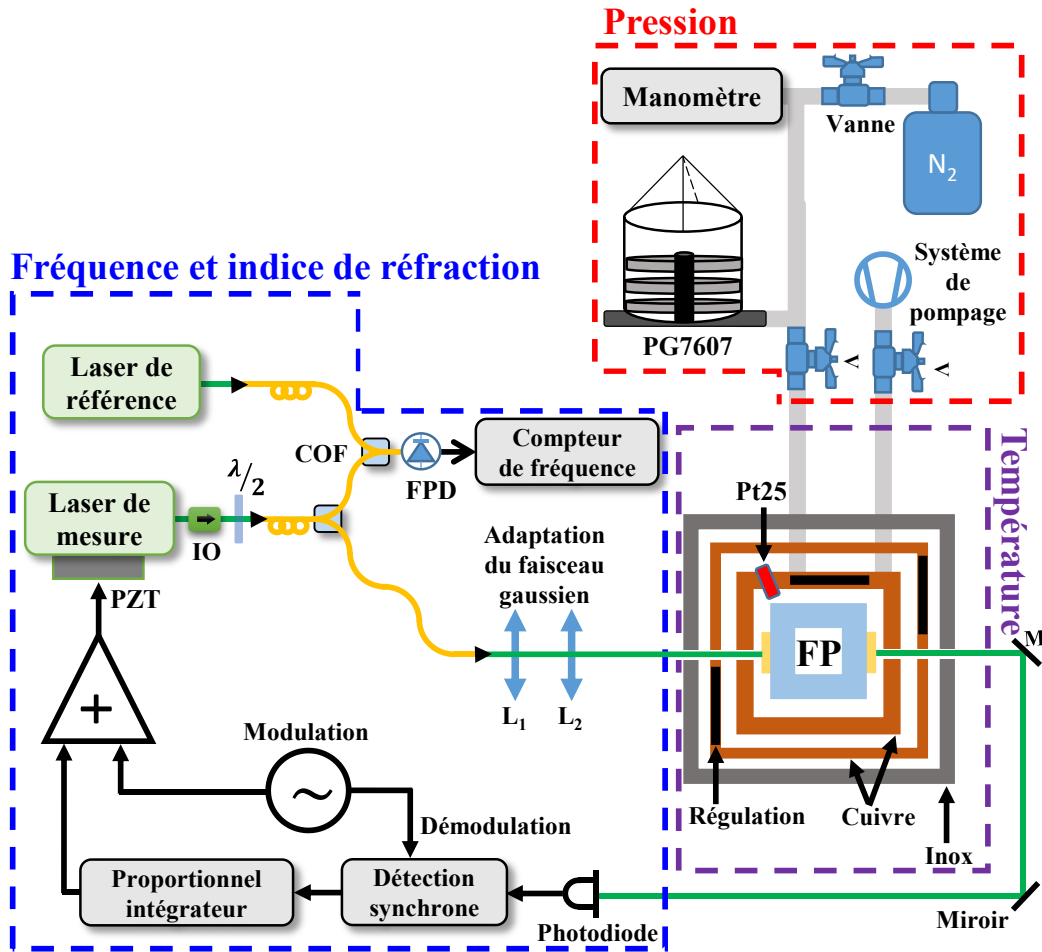 Pression
Manomètre
Vanne
N2
PG7607
Système
de
pompage
V
V
Fréquence et indice de réfraction
Laser de
référence
COF
FPD
Compteur
de fréquence
λ/2
Laser de
mesure
IO
PZT
Adaptation
du faisceau
gaussien
L1
L2
Température
Pt25
FP
M
Régulation
Cuivre
Inox
+
Modulation
~
Démodulation
Proportionnel
intégrateur
Détection
synchrone
Photodiode
Miroir